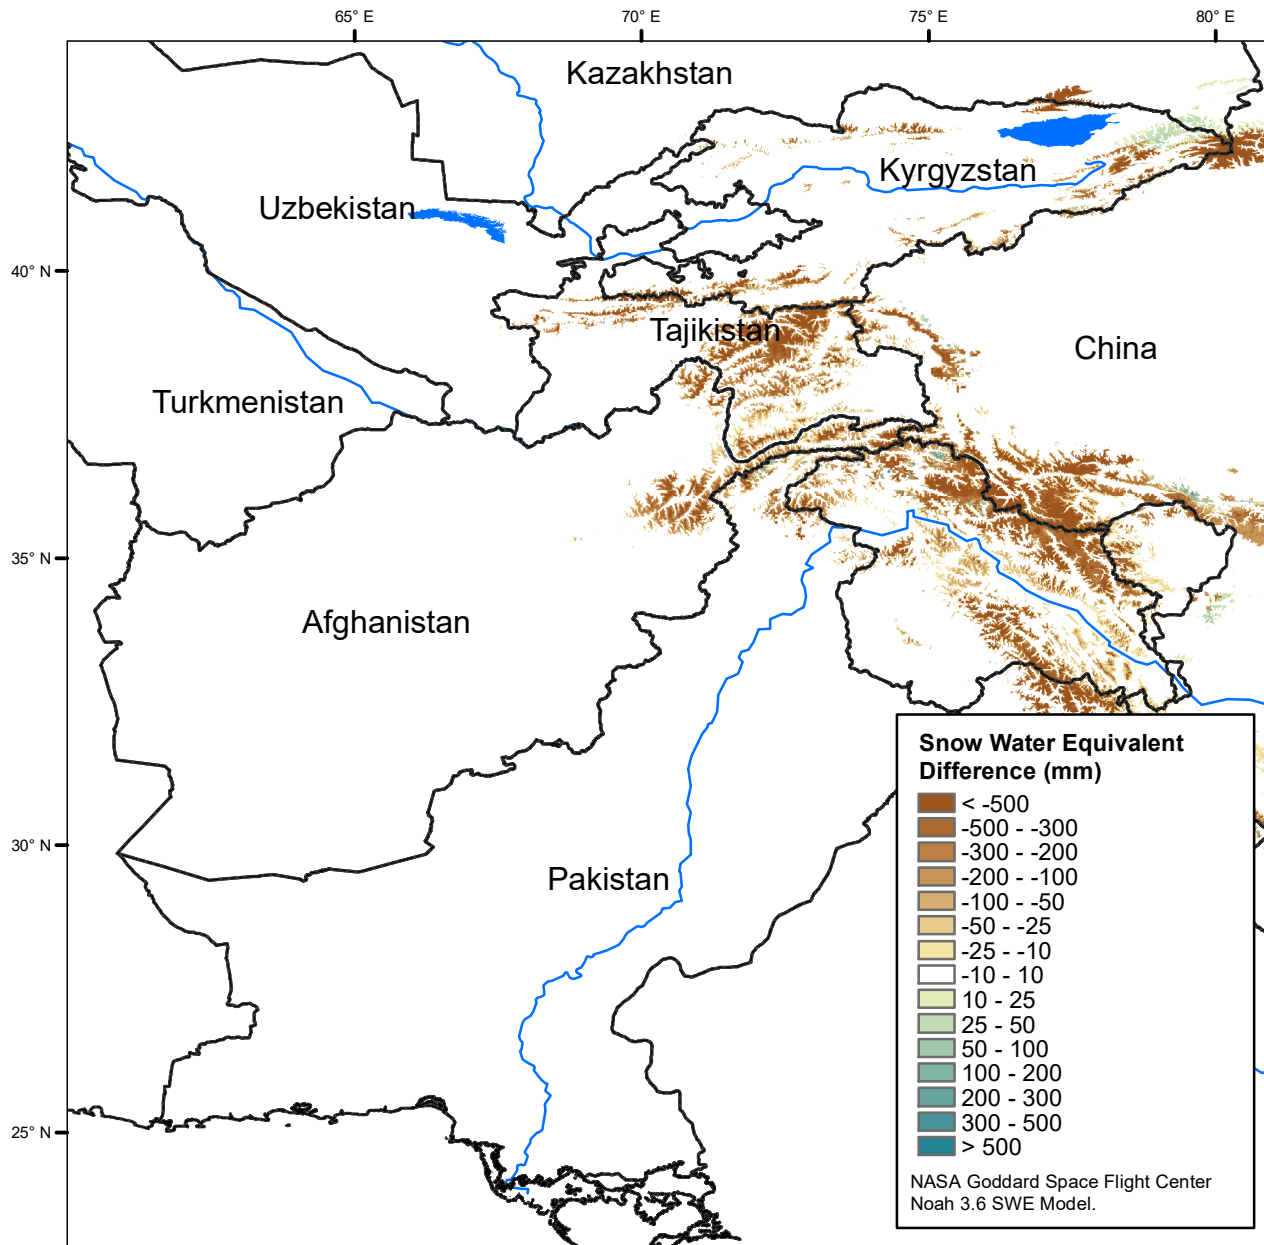 65° E
70° E
75° E
80° E
Kazakhstan
Kyrgyzstan
Uzbekistan
40° N
Tajikistan
China
Turkmenistan
35° N
Afghanistan
Snow Water Equivalent
Difference (mm)
< -500
-500 - -300
-300 - -200
-200 - -100
-100 - -50
-50 - -25
-25 - -10
-10 - 10
10 - 25
25 - 50
50 - 100
100 - 200
200 - 300
300 - 500
> 500
30° N
Pakistan
25° N
NASA Goddard Space Flight Center
Noah 3.6 SWE Model.